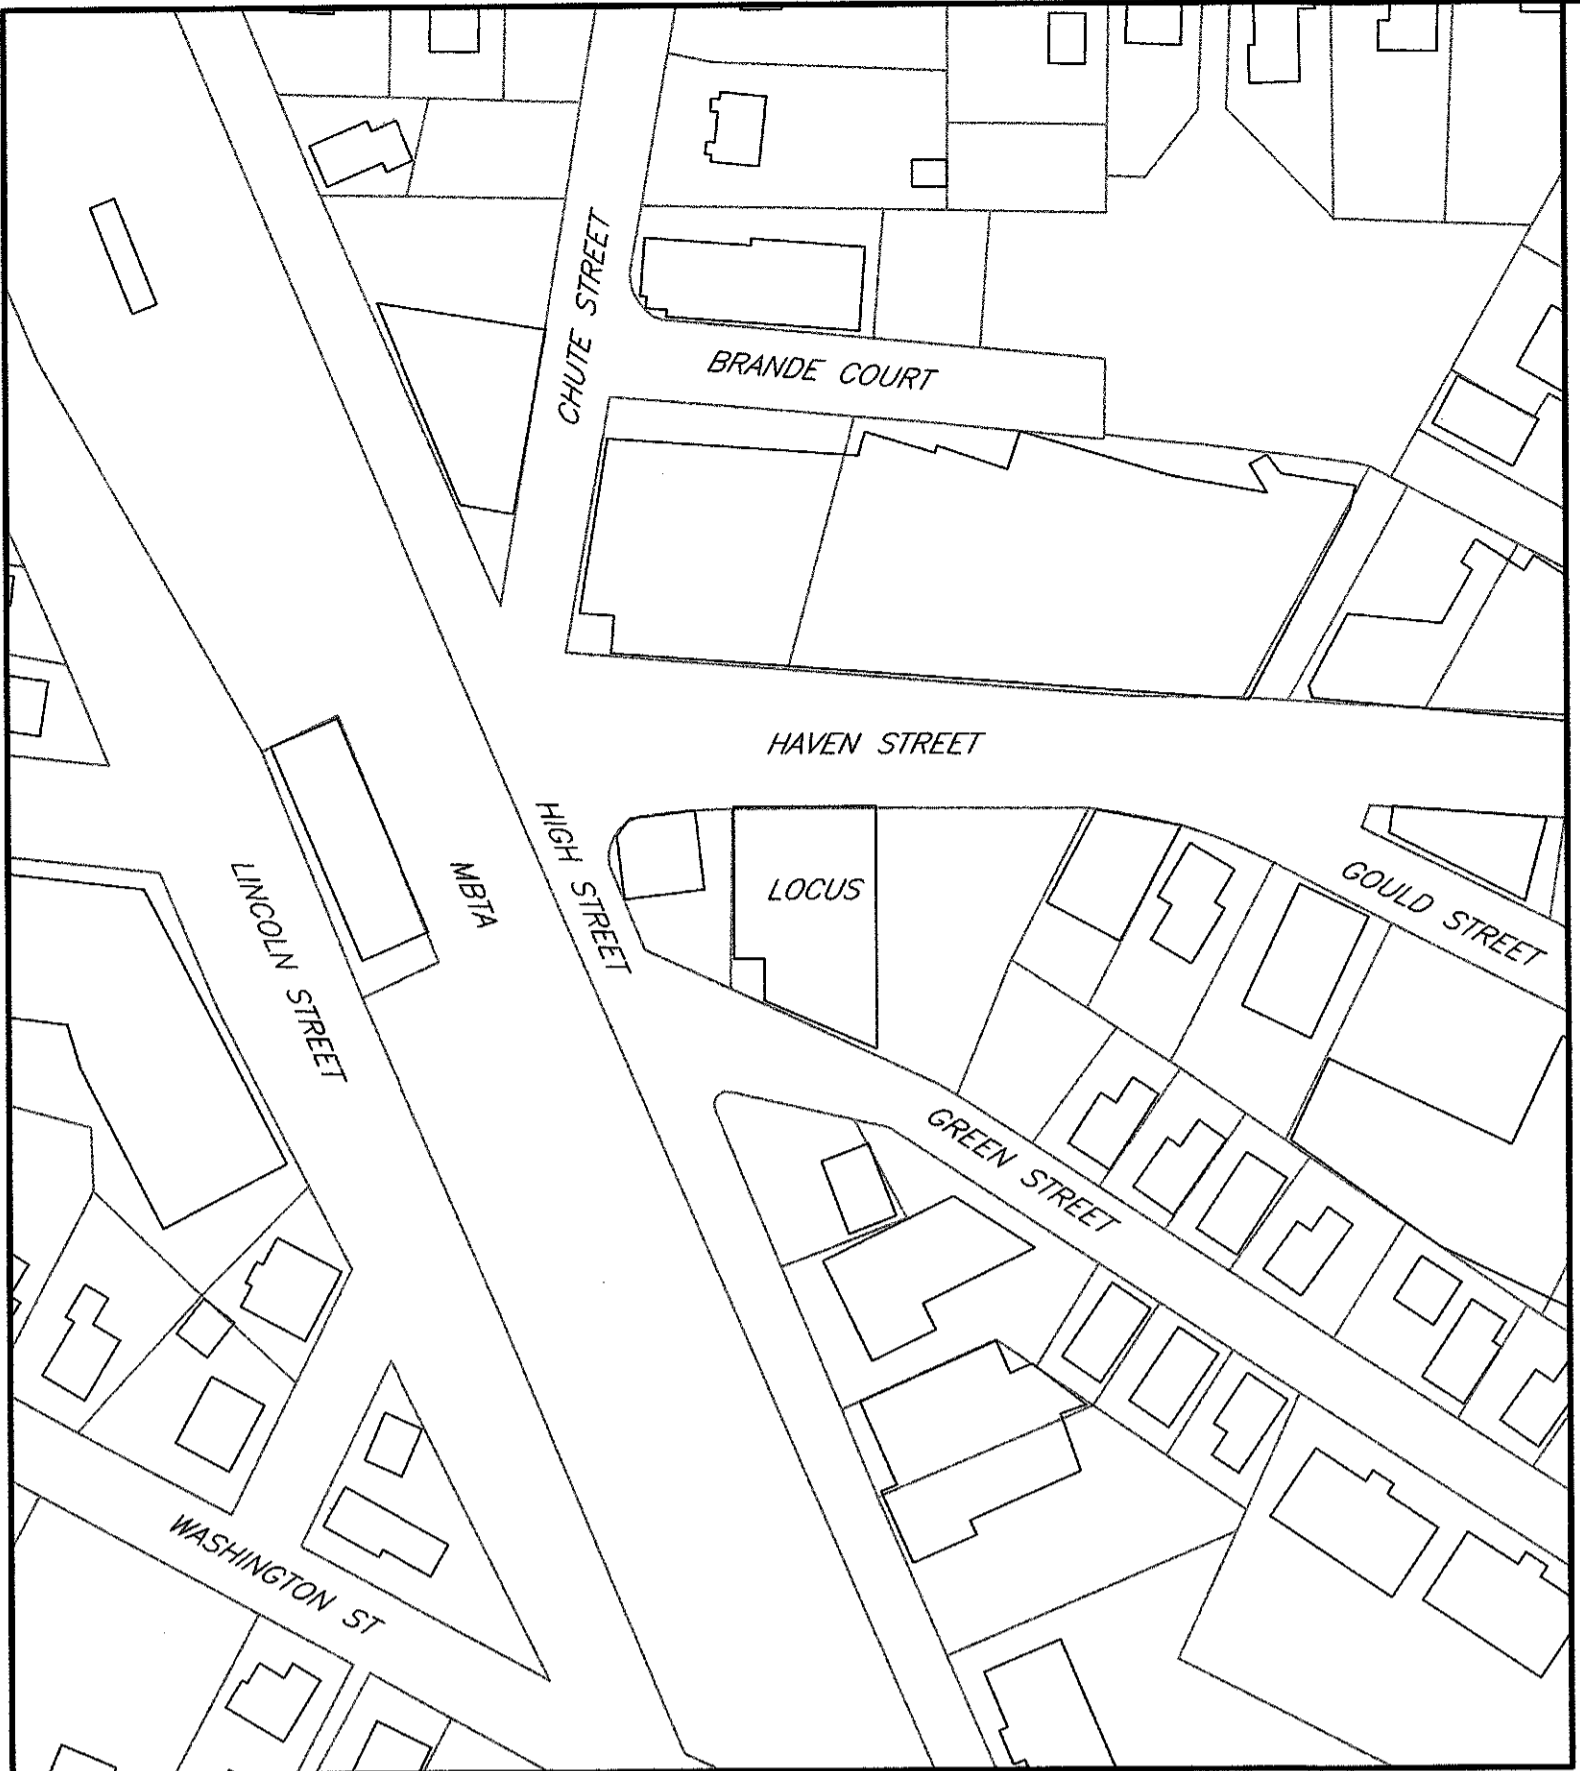 CHUTE STREET
BRANDE COURT
HAVEN STREET
HIGH STREET
MBTA
LINCOLN STREET
LOCUS
GOULD STREET
GREEN STREET
WASHINGTON ST